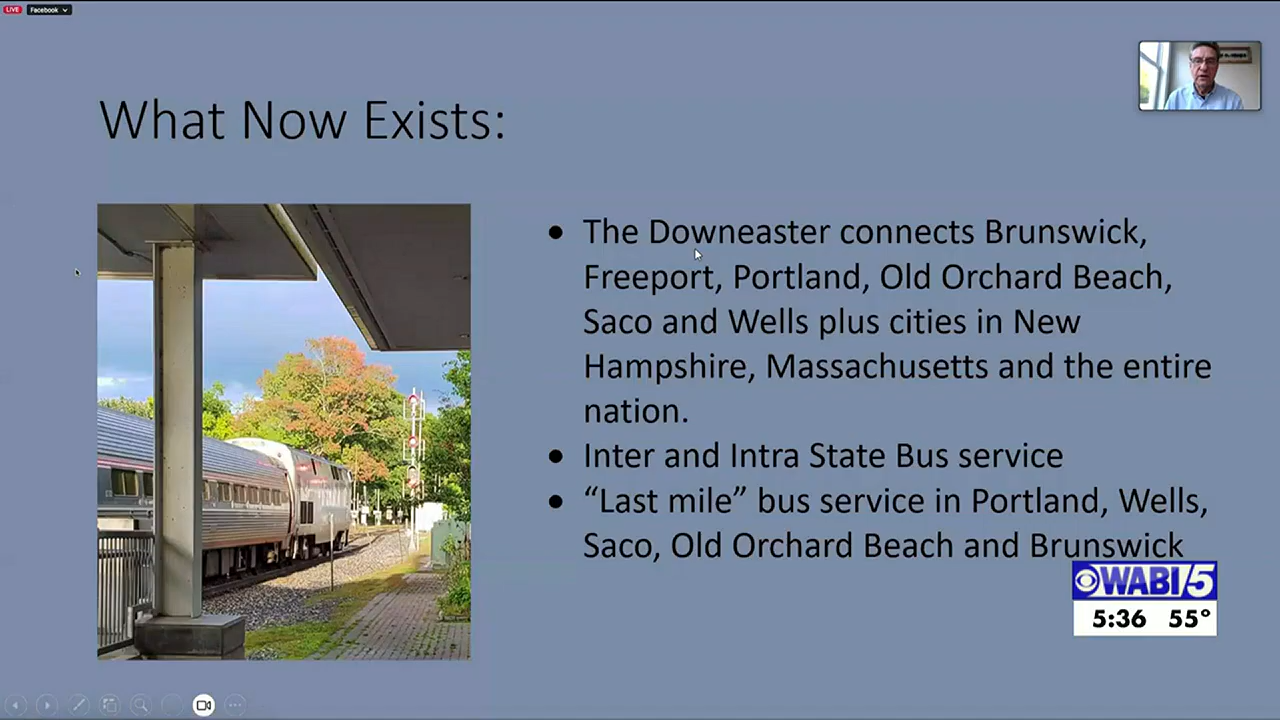 LIVE
Facebook
What Now Exists:
• The Downeaster connects Brunswick,
Freeport, Portland, Old Orchard Beach,
Saco and Wells plus cities in New
Hampshire, Massachusetts and the entire
nation.
• Inter and Intra State Bus service
• “Last mile” bus service in Portland, Wells,
Saco, Old Orchard Beach and Brunswick
WABI 5
5:36 55°